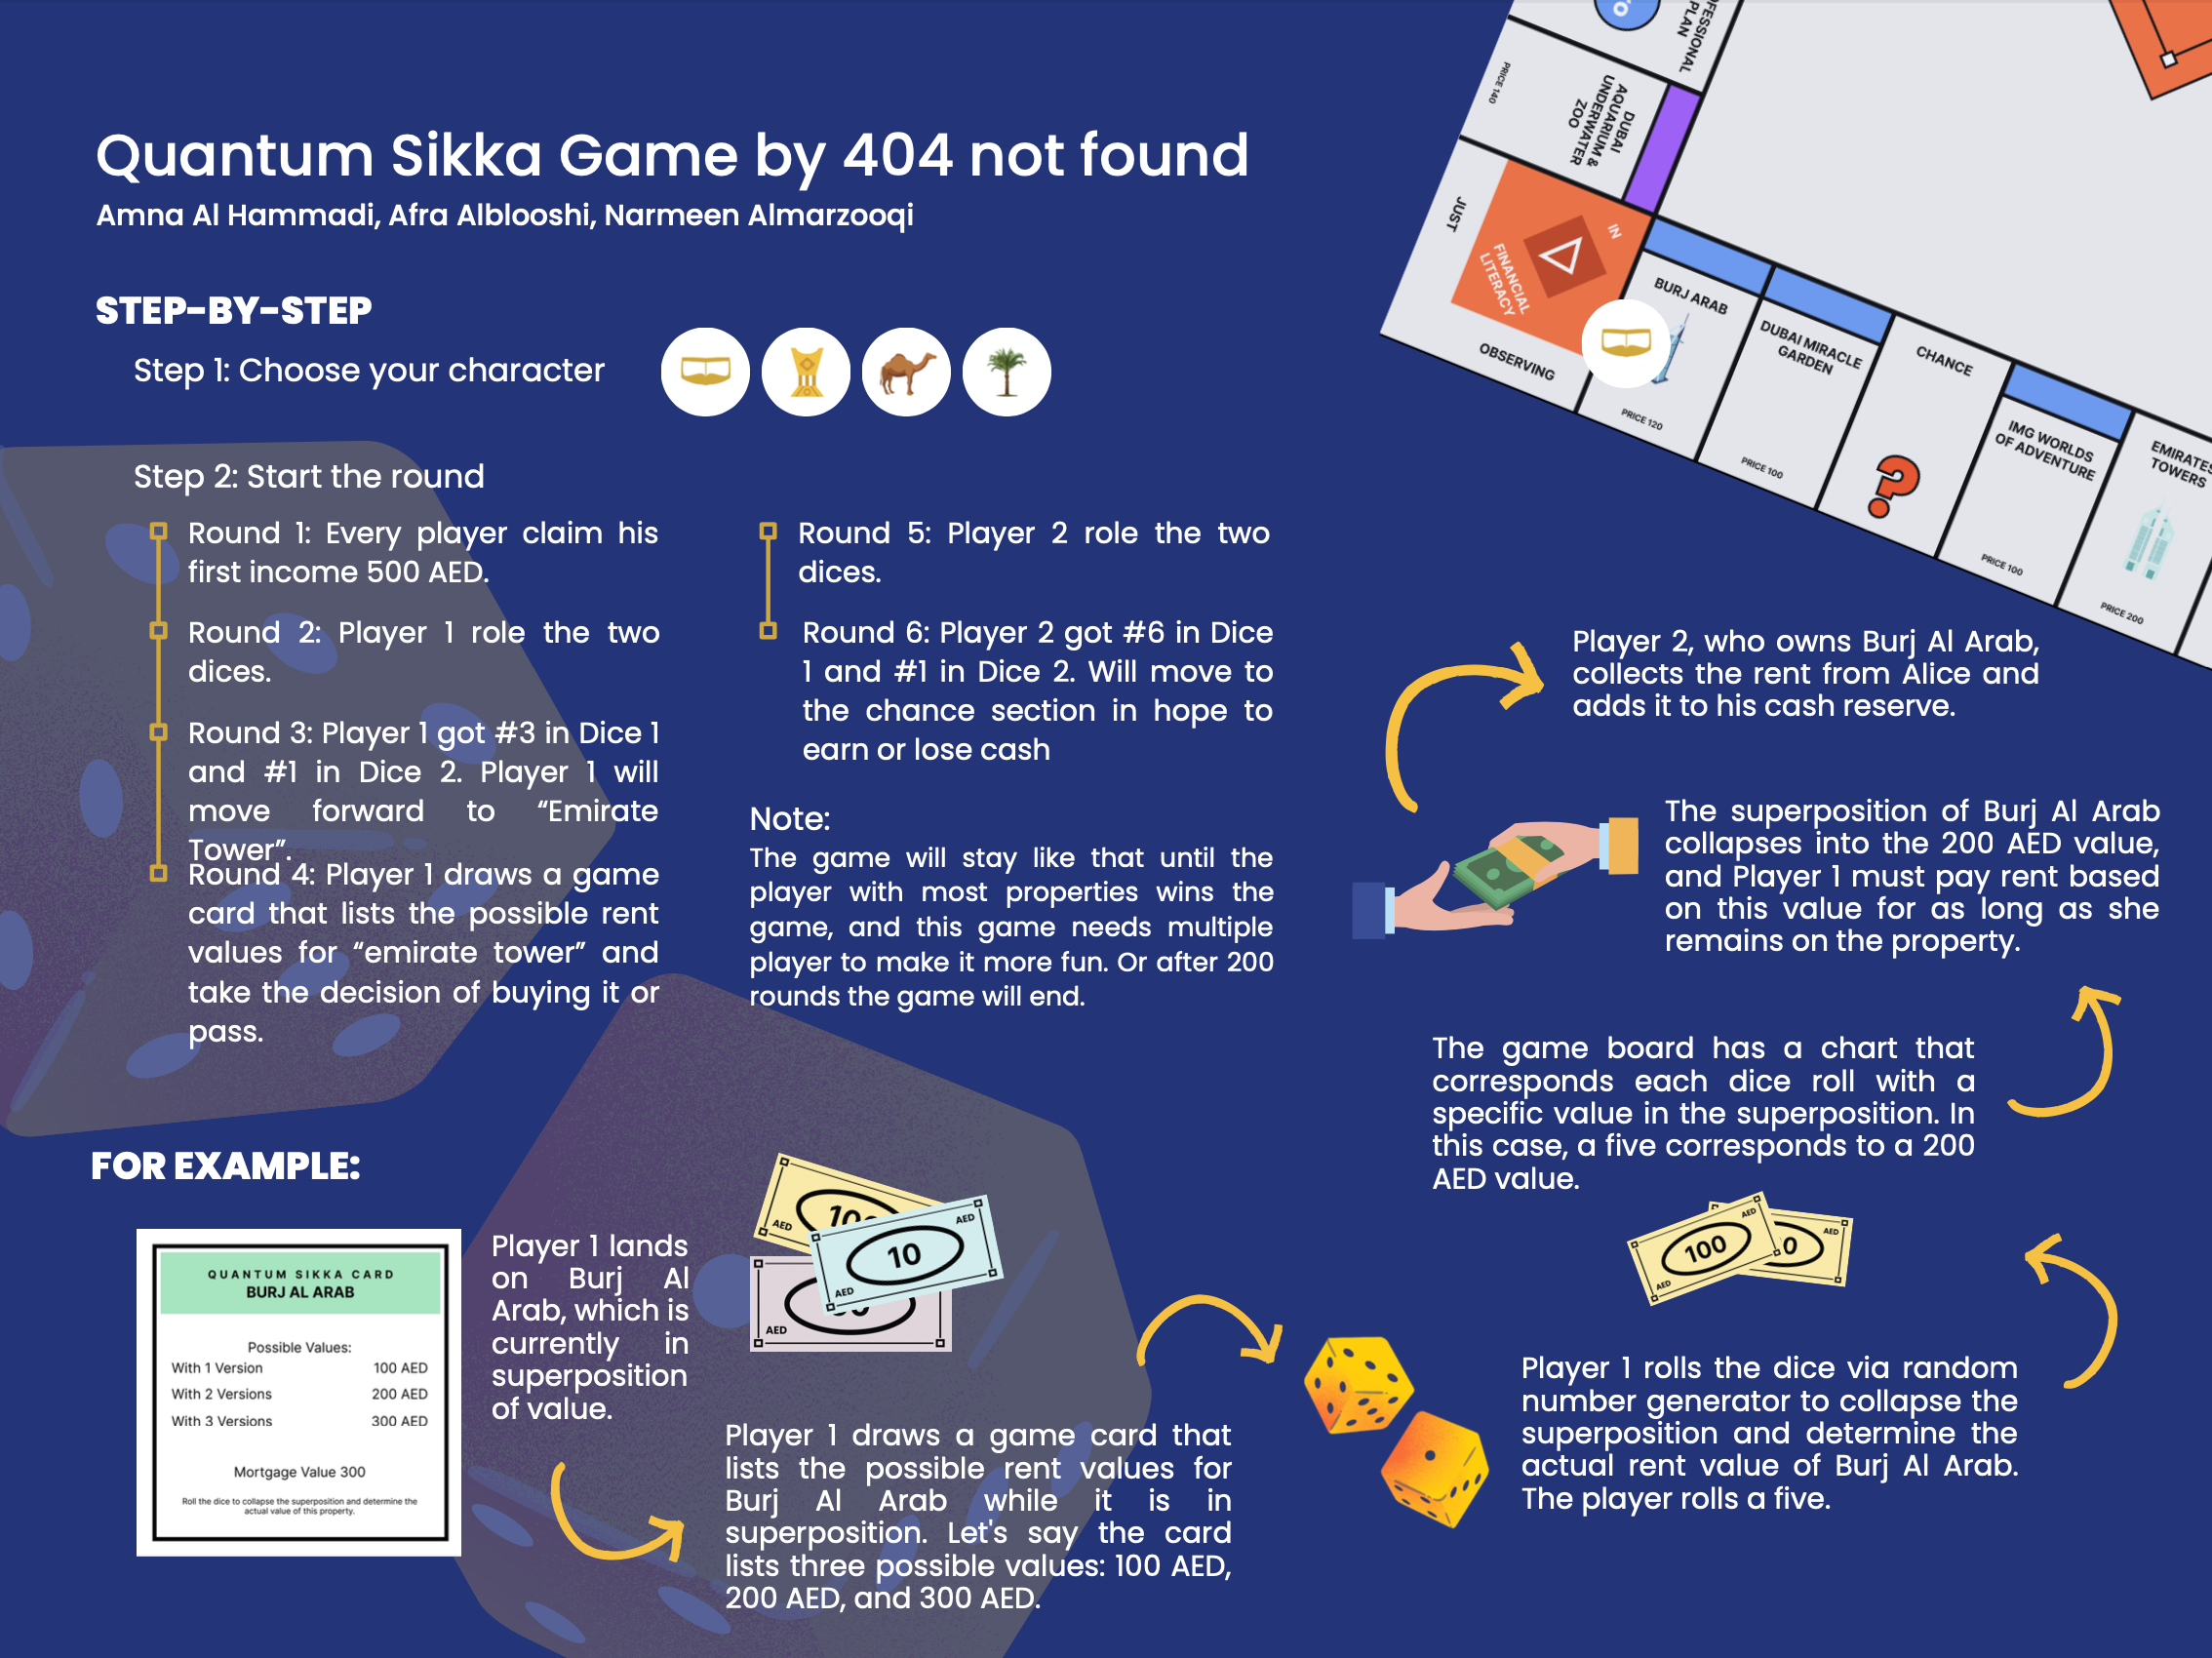 Quantum Sikka Game by 404 not found
Amna Al Hammadi, Afra Alblooshi, Narmeen Almarzooqi
STEP-BY-STEP
Step 1: Choose your character
Step 2: Start the round
Round 1: Every player claim his
first income 500 AED.
Round 2: Player 1 role the two
dices.
Round 3: Player 1 got #3 in Dice 1
and #1 in Dice 2. Player 1 will
move forward to “Emirate
Tower”.
Round 4: Player 1 draws a game
card that lists the possible rent
values for “emirate tower” and
take the decision of buying it or
pass.
Round 5: Player 2 role the two
dices.
Round 6: Player 2 got #6 in Dice
1 and #1 in Dice 2. Will move to
the chance section in hope to
earn or lose cash
Note:
The game will stay like that until the
player with most properties wins the
game, and this game needs multiple
player to make it more fun. Or after 200
rounds the game will end.
FOR EXAMPLE:
QUANTUM SIKKA CARD
BURJ AL ARAB
Possible Values:
With 1 Version 100 AED
With 2 Versions 200 AED
With 3 Versions 300 AED
Mortgage Value 300
Roll the dice to collapse the superposition and determine the
actual value of this property.
Player 1 lands
on Burj Al
Arab, which is
currently in
superposition
of value.
AED
10
AED
AED
AED
Player 1 draws a game card that
lists the possible rent values for
Burj Al Arab while it is in
superposition. Let's say the card
lists three possible values: 100 AED,
200 AED, and 300 AED.
Player 1 rolls the dice via random
number generator to collapse the
superposition and determine the
actual rent value of Burj Al Arab.
The player rolls a five.
AED
100
AED
AED
The game board has a chart that
corresponds each dice roll with a
specific value in the superposition. In
this case, a five corresponds to a 200
AED value.
The superposition of Burj Al Arab
collapses into the 200 AED value,
and Player 1 must pay rent based
on this value for as long as she
remains on the property.
Player 2, who owns Burj Al Arab,
collects the rent from Alice and
adds it to his cash reserve.
PLAN
PRICE 140
DUBAI
AQUARIUM &
UNDERWATER
ZOO
JUST
IN
FINANCIAL
LITERACY
OBSERVING
BURJ ARAB
PRICE 120
DUBAI MIRACLE
GARDEN
PRICE 100
CHANCE
?
IMG WORLDS
OF ADVENTURE
PRICE 100
EMIRATES
TOWERS
PRICE 200